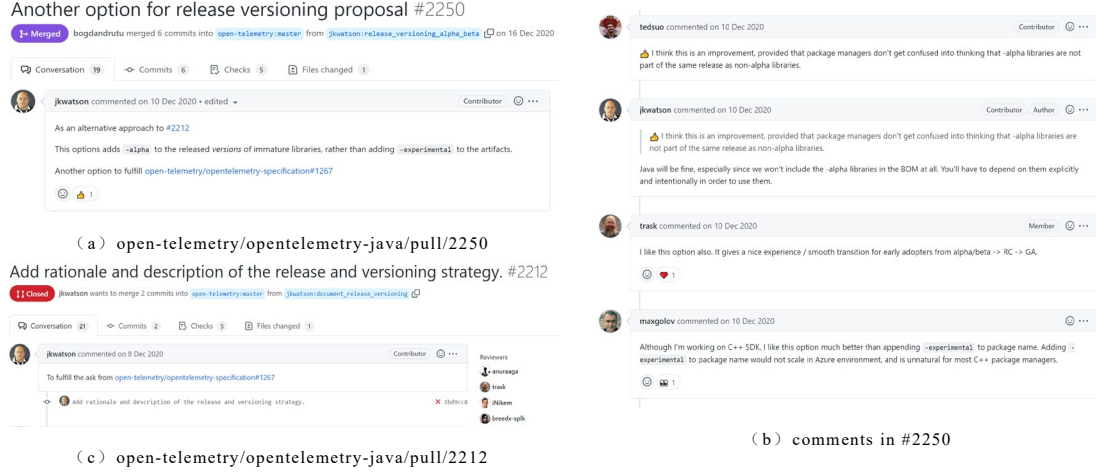 Another option for release versioning proposal #2250
Merged bogdandrutu merged 6 commits into open-telemetry:master from jkwatson:release_versioning_alpha_beta on 16 Dec 2020
Conversation 19 Commits 6 Checks 5 Files changed 1
jkwatson commented on 10 Dec 2020 • edited Contributor
As an alternative approach to #2212
This options adds -alpha to the released versions of immature libraries, rather than adding -experimental to the artifacts.
Another option to fulfill open-telemetry/opentelemetry-specification#1267
👍 1
（a）open-telemetry/opentelemetry-java/pull/2250
Add rationale and description of the release and versioning strategy. #2212
Closed jkwatson wants to merge 2 commits into open-telemetry:master from jkwatson:document_release_versioning
Conversation 21 Commits 2 Checks 5 Files changed 1
jkwatson commented on 8 Dec 2020 Contributor
To fulfill the ask from open-telemetry/opentelemetry-specification#1267
Add rationale and description of the release and versioning strategy. 1bd9cc8
Reviewers
anuraaga
trask
iNikem
breedx-splk
（c）open-telemetry/opentelemetry-java/pull/2212
tedsuo commented on 10 Dec 2020 Contributor
👍 I think this is an improvement, provided that package managers don't get confused into thinking that -alpha libraries are not
part of the same release as non-alpha libraries.
jkwatson commented on 10 Dec 2020 Contributor Author
👍 I think this is an improvement, provided that package managers don't get confused into thinking that -alpha libraries are
not part of the same release as non-alpha libraries.
Java will be fine, especially since we won't include the -alpha libraries in the BOM at all. You'll have to depend on them explicitly
and intentionally in order to use them.
trask commented on 10 Dec 2020 Member
I like this option also. It gives a nice experience / smooth transition for early adopters from alpha/beta -> RC -> GA.
❤️ 1
maxgolov commented on 10 Dec 2020
Although I'm working on C++ SDK, I like this option much better than appending -experimental to package name. Adding -
experimental to package name would not scale in Azure environment, and is unnatural for most C++ package managers.
👀 1
（b）comments in #2250